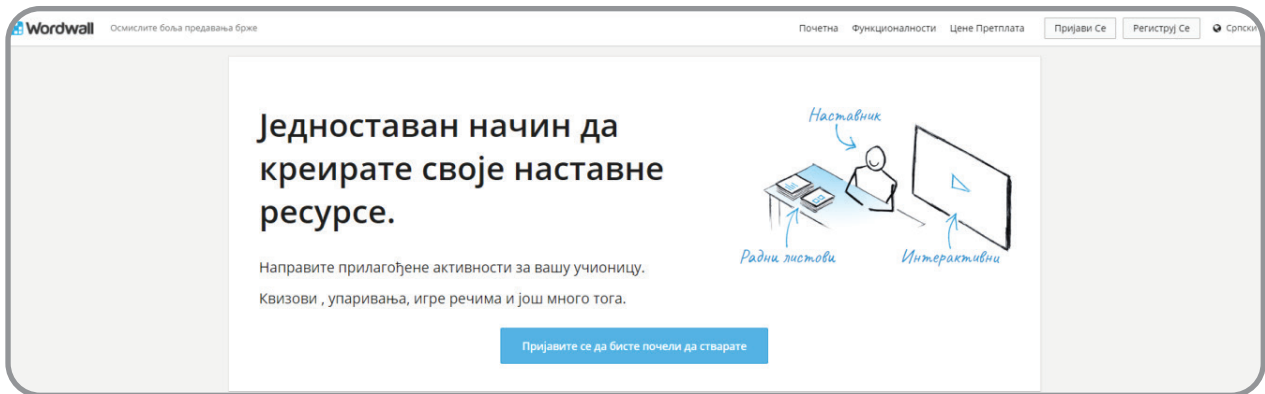 Wordwall Осмислите боља предавања брже Почетна Функционалности Цене Претплата Пријави Се Региструј Се Српски
Једноставан начин да
креирате своје наставне
ресурсе.
Направите прилагођене активности за вашу учионицу.
Квизови , упаривања, игре речима и још много тога.
Пријавите се да бисте почели да стварате
Наставник
Радни листови
Интерактивни